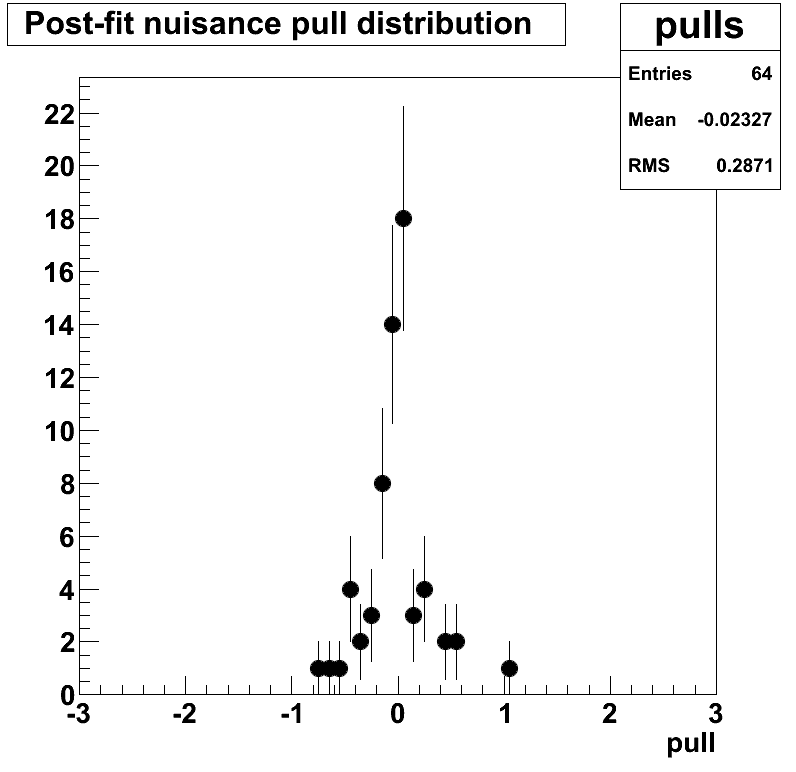 Post-fit nuisance pull distribution
pulls
Entries 64
Mean -0.02327
RMS 0.2871
22
20
18
16
14
12
10
8
6
4
2
0
-3 -2 -1 0 1 2 3
pull